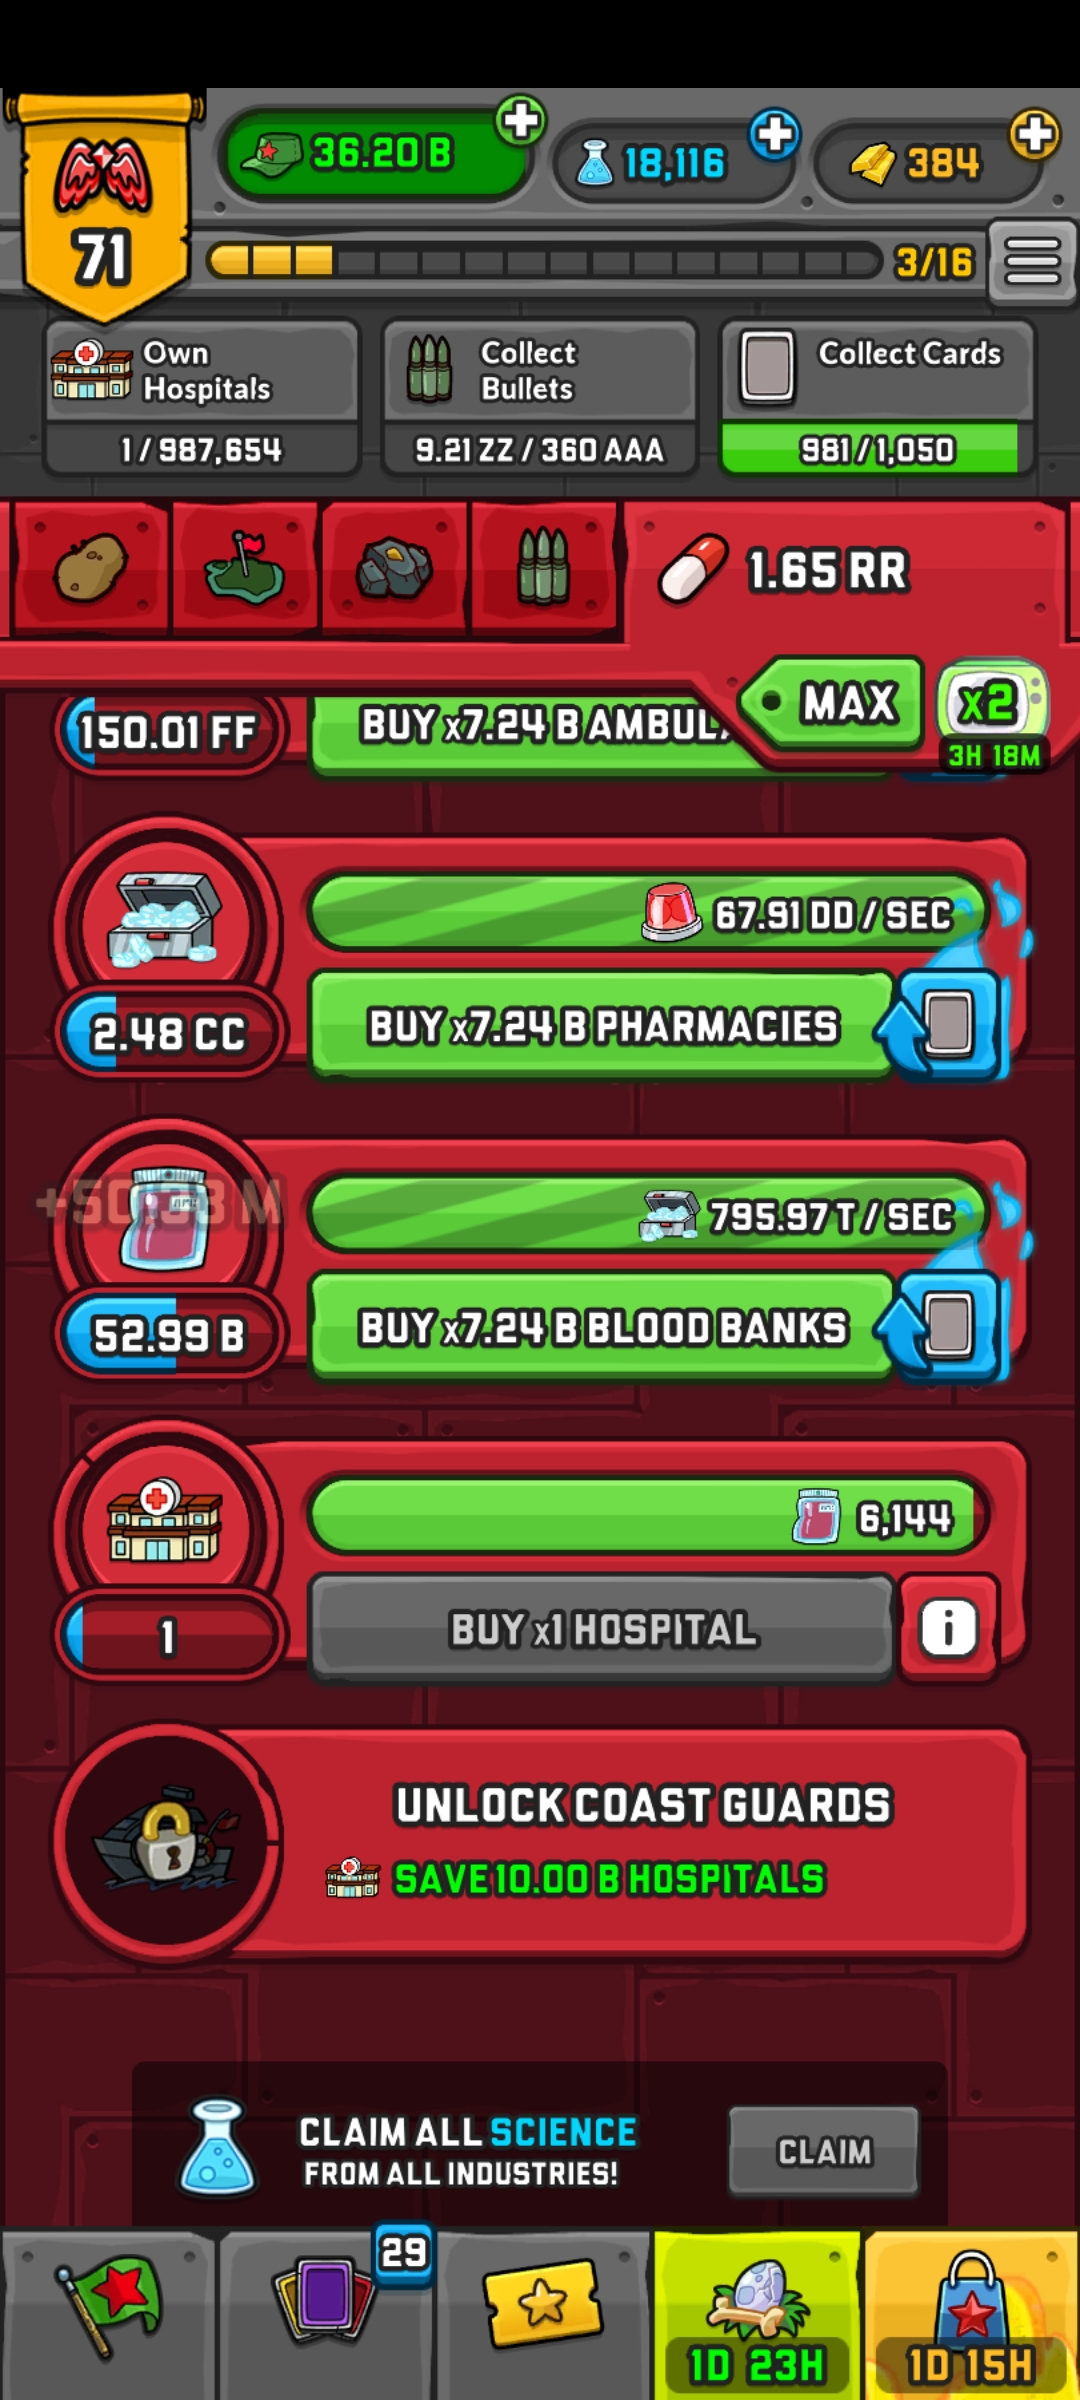 36.20 B
18,116
384
71
3/16
Own
Hospitals
1 / 987,654
Collect
Bullets
9.21 ZZ / 360 AAA
Collect Cards
981 / 1,050
1.65 RR
MAX
x2
3H 18M
150.01 FF
BUY x7.24 B AMBUL
67.91 DD / SEC
2.48 CC
BUY x7.24 B PHARMACIES
+50.33 M
795.97 T / SEC
52.99 B
BUY x7.24 B BLOOD BANKS
6,144
1
BUY x1 HOSPITAL
i
UNLOCK COAST GUARDS
SAVE 10.00 B HOSPITALS
CLAIM ALL SCIENCE
FROM ALL INDUSTRIES!
CLAIM
29
1D 23H
1D 15H